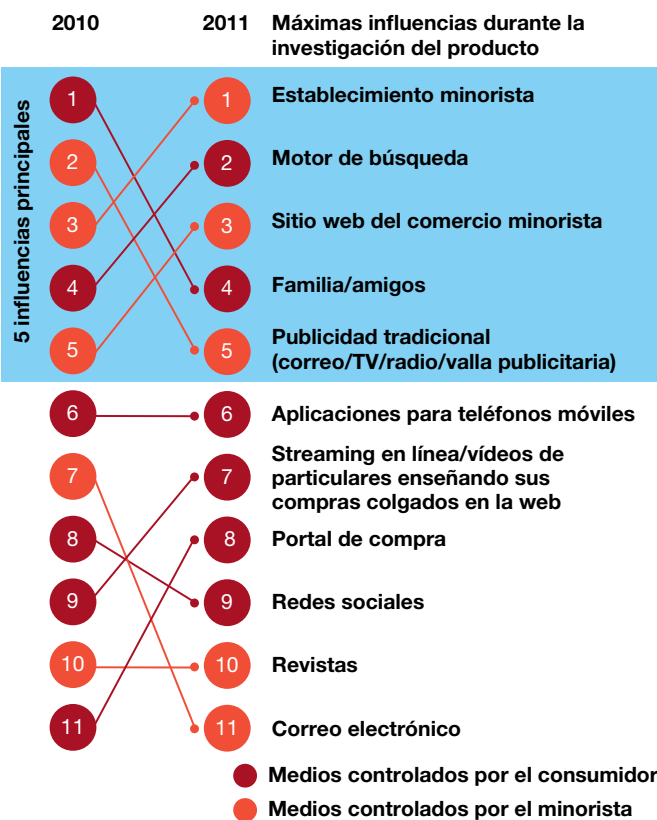 2010 2011 Máximas influencias durante la
investigación del producto
5 influencias principales
1 1 Establecimiento minorista
2 2 Motor de búsqueda
3 3 Sitio web del comercio minorista
4 4 Familia/amigos
5 5 Publicidad tradicional
(correo/TV/radio/valla publicitaria)
6 6 Aplicaciones para teléfonos móviles
7 7 Streaming en línea/vídeos de
particulares enseñando sus
compras colgados en la web
8 8 Portal de compra
9 9 Redes sociales
10 10 Revistas
11 11 Correo electrónico
Medios controlados por el consumidor
Medios controlados por el minorista